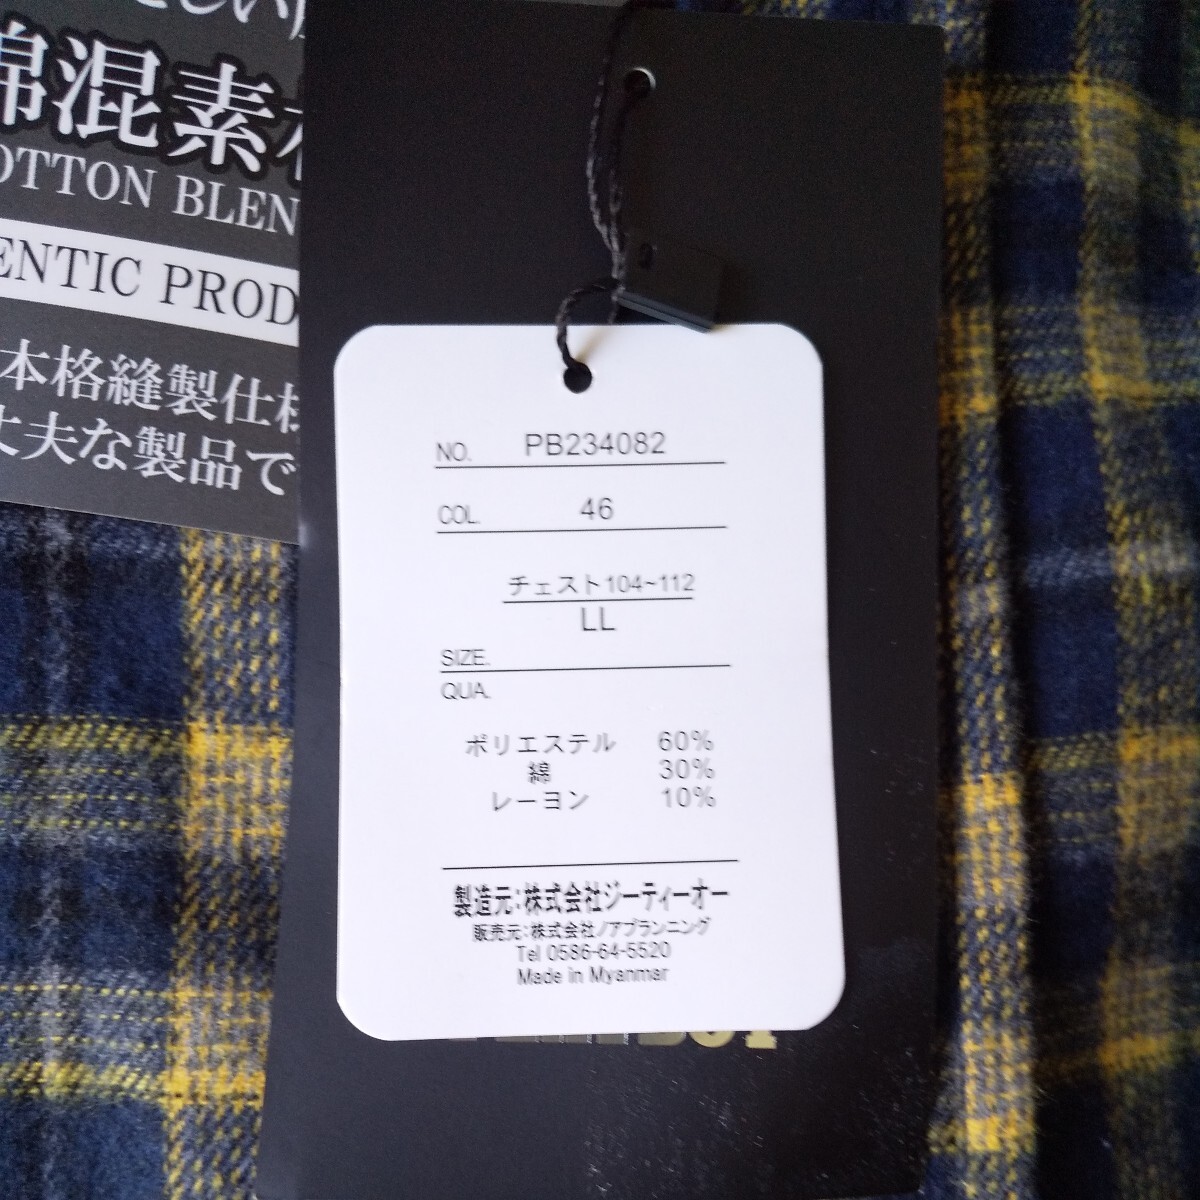 綿混素材
COTTON BLEN
ENTIC PROD
本格縫製仕様
丈夫な製品で
NO. PB234082
COL. 46
チェスト104~112
LL
SIZE.
QUA.
ポリエステル 60%
綿 30%
レーヨン 10%
製造元:株式会社ジーティーオー
販売元:株式会社ノアプランニング
Tel 0586-64-5520
Made in Myanmar